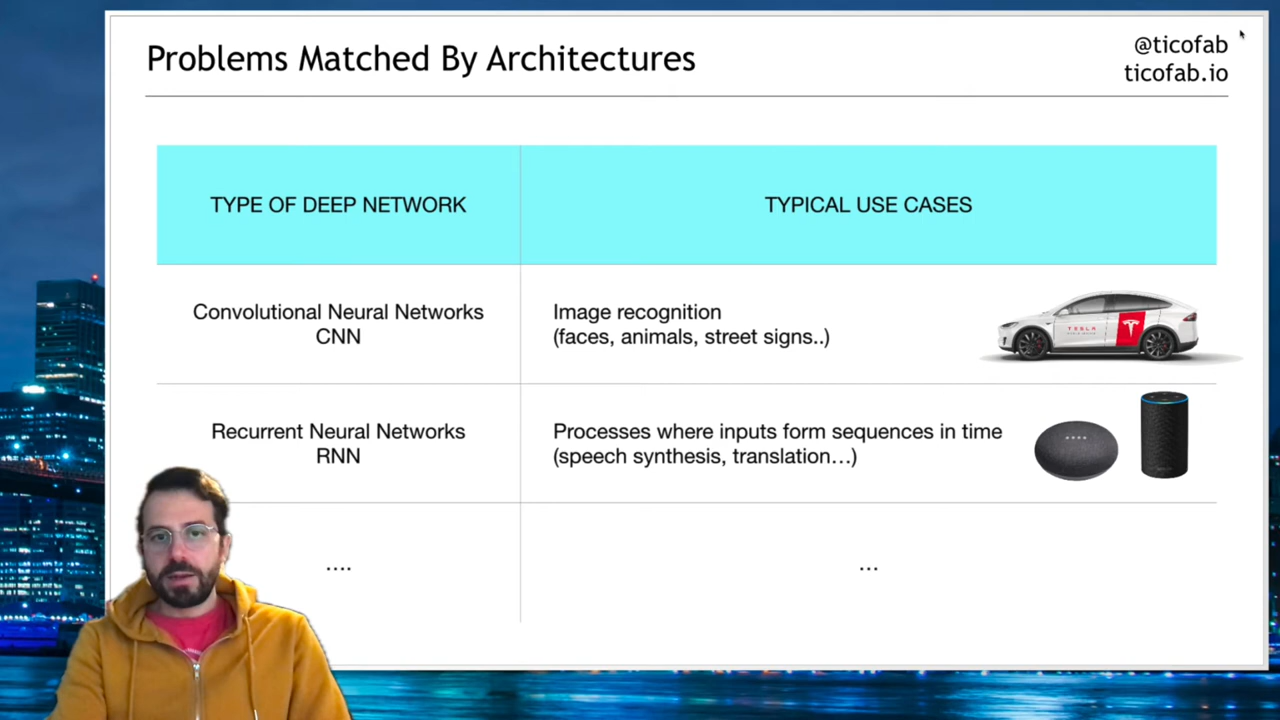 Problems Matched By Architectures
@ticofab
ticofab.io
TYPE OF DEEP NETWORK
TYPICAL USE CASES
Convolutional Neural Networks
CNN
Image recognition
(faces, animals, street signs..)
TESLA
Recurrent Neural Networks
RNN
Processes where inputs form sequences in time
(speech synthesis, translation…)
....
...